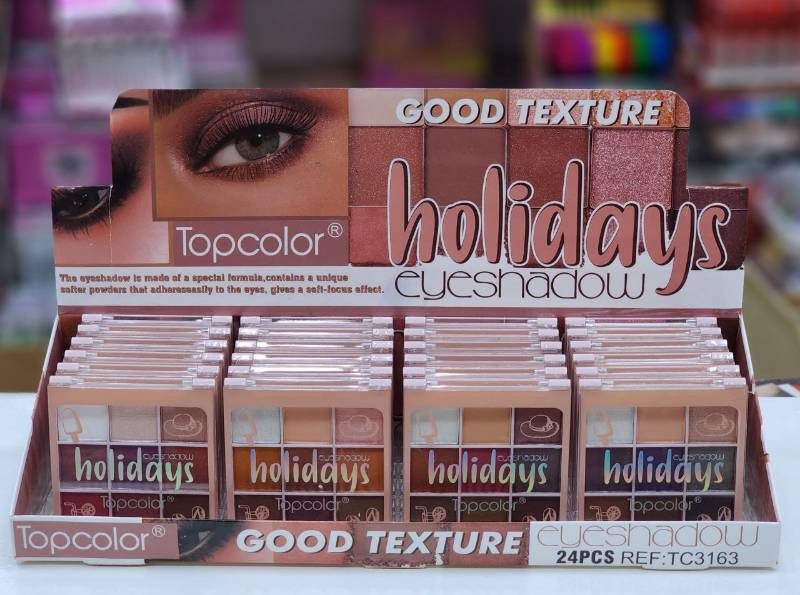 GOOD TEXTURE
holidays
Topcolor®
eyeshadow
The eyeshadow is made of a special formula,contains a unique
softer powders that adhereseasily to the eyes, gives a soft-focus effect.
eyeshadow
holidays
Topcolor®
eyeshadow
holidays
Topcolor®
eyeshadow
holidays
Topcolor®
eyeshadow
holidays
Topcolor®
Topcolor®
GOOD TEXTURE
eyeshadow
24PCS REF:TC3163